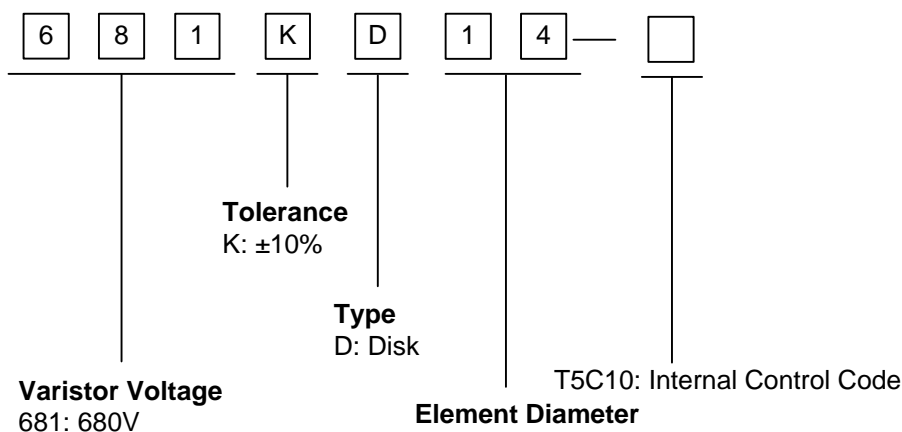 6 8 1 K D 1 4 —
Tolerance
K: ±10%
Type
D: Disk
T5C10: Internal Control Code
Varistor Voltage
681: 680V
Element Diameter